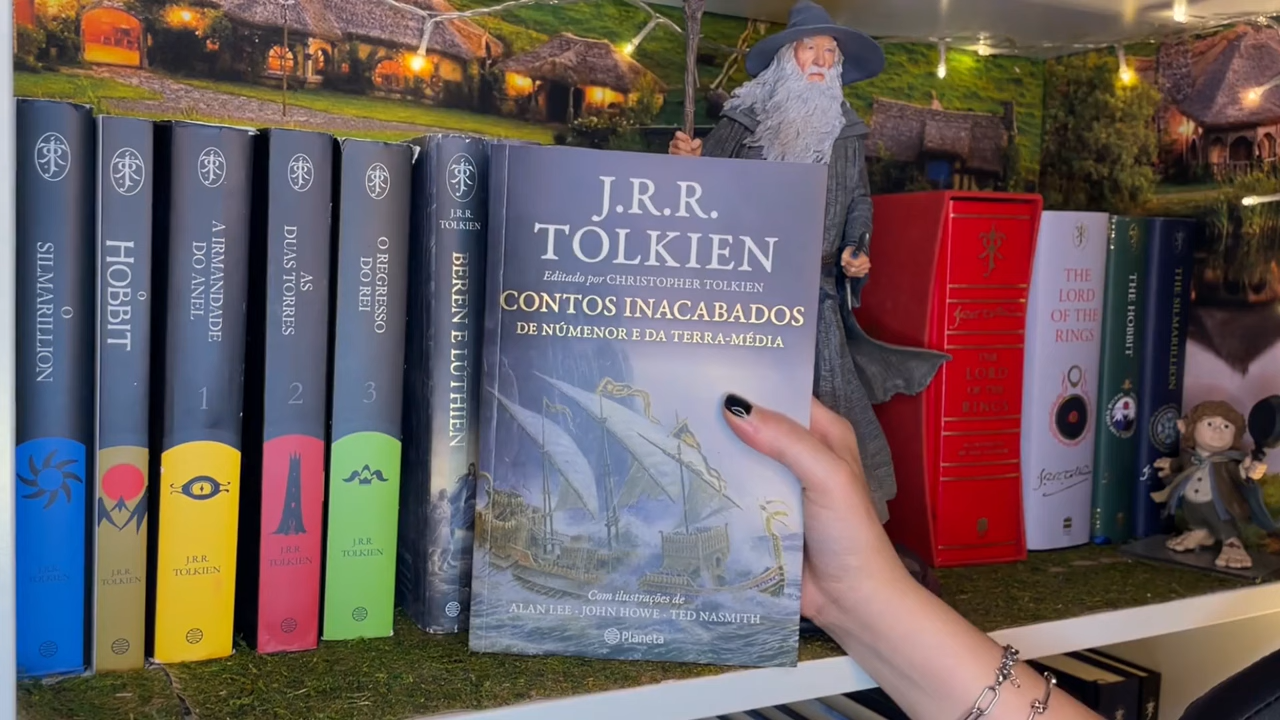 O
SILMARILLION
J.R.R.
TOLKIEN
O
HOBBIT
J.R.R.
TOLKIEN
A IRMANDADE
DO ANEL
1
J.R.R.
TOLKIEN
AS
DUAS TORRES
2
J.R.R.
TOLKIEN
O REGRESSO
DO REI
3
J.R.R.
TOLKIEN
J.R.R.
TOLKIEN
BEREN E LÚTHIEN
J.R.R.
TOLKIEN
Editado por CHRISTOPHER TOLKIEN
CONTOS INACABADOS
DE NÚMENOR E DA TERRA-MÉDIA
Com ilustrações de
ALAN LEE · JOHN HOWE · TED NASMITH
Planeta
THE
LORD
OF THE
RINGS
THE
LORD
OF THE
RINGS
THE HOBBIT
THE SILMARILLION